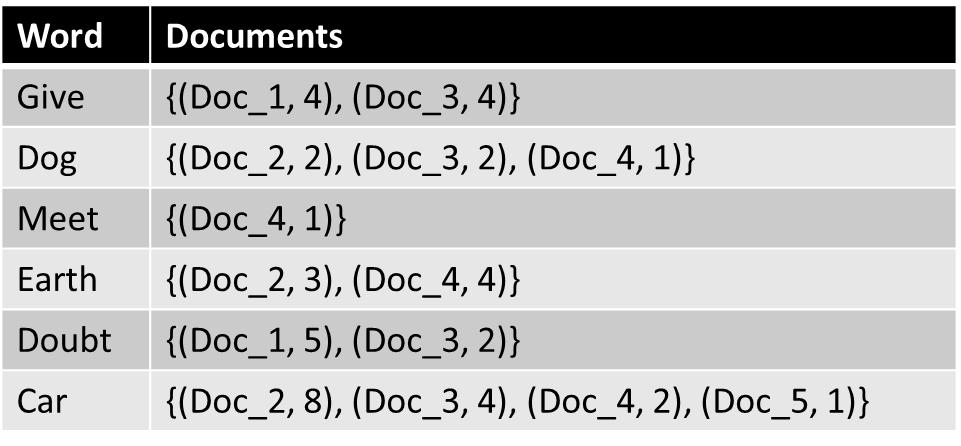 Word Documents
Give {(Doc_1, 4), (Doc_3, 4)}
Dog {(Doc_2, 2), (Doc_3, 2), (Doc_4, 1)}
Meet {(Doc_4, 1)}
Earth {(Doc_2, 3), (Doc_4, 4)}
Doubt {(Doc_1, 5), (Doc_3, 2)}
Car {(Doc_2, 8), (Doc_3, 4), (Doc_4, 2), (Doc_5, 1)}